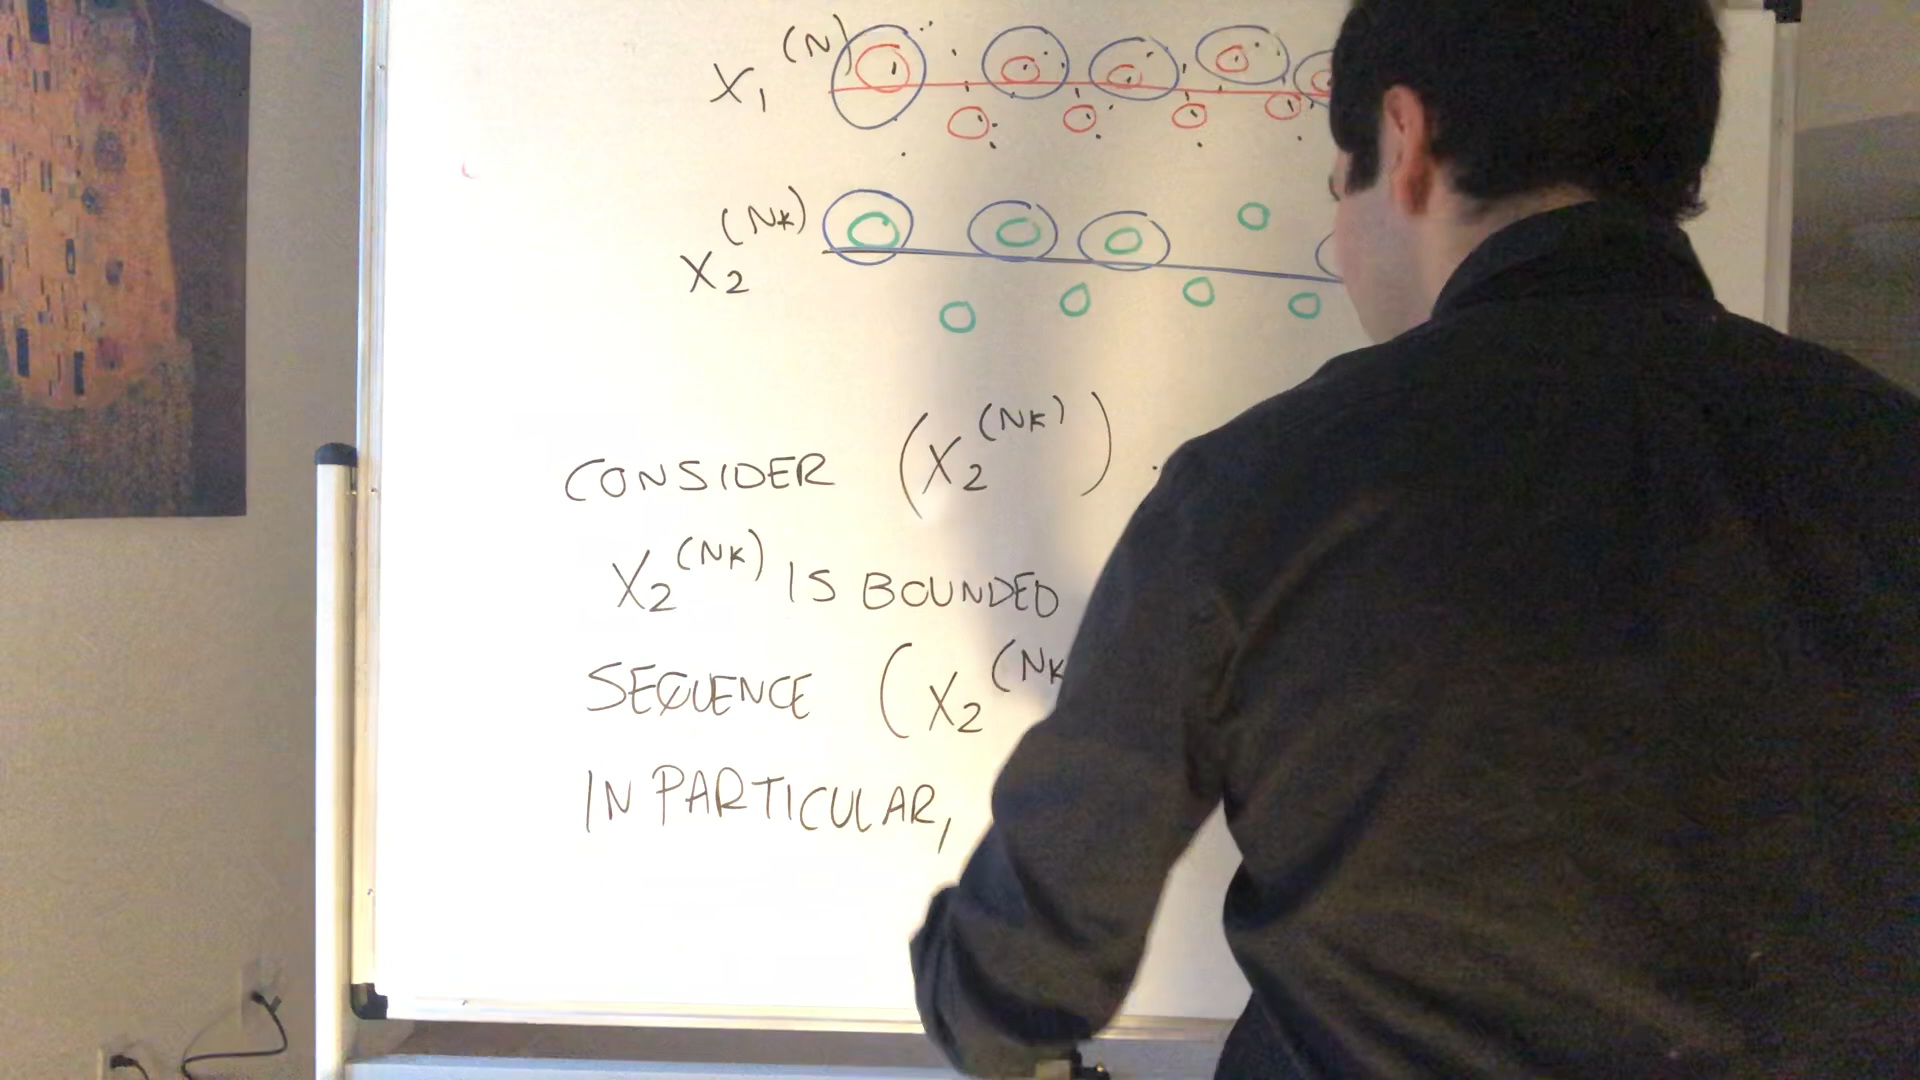 X₁⁽ᴺ⁾
X₂⁽ᴺᴷ⁾
CONSIDER (X₂⁽ᴺᴷ⁾).
X₂⁽ᴺᴷ⁾ IS BOUNDED
SEQUENCE (X₂⁽ᴺᴷ
IN PARTICULAR,